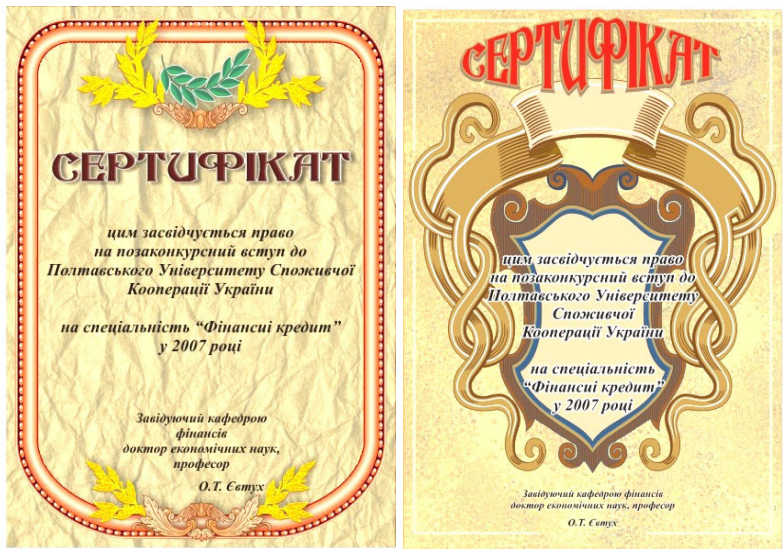 СЕРТИФІКАТ
цим засвідчується право
на позаконкурсний вступ до
Полтавського Університету Споживчої
Кооперації України
на спеціальність “Фінансиі кредит”
у 2007 році
Завідуючий кафедрою
фінансів
доктор економічних наук,
професор
О.Т. Євтух
СЕРТИФІКАТ
цим засвідчується право
на позаконкурсний вступ до
Полтавського Університету
Споживчої
Кооперації України
на спеціальність
“Фінансиі кредит”
у 2007 році
Завідуючий кафедрою фінансів
доктор економічних наук, професор
О.Т. Євтух